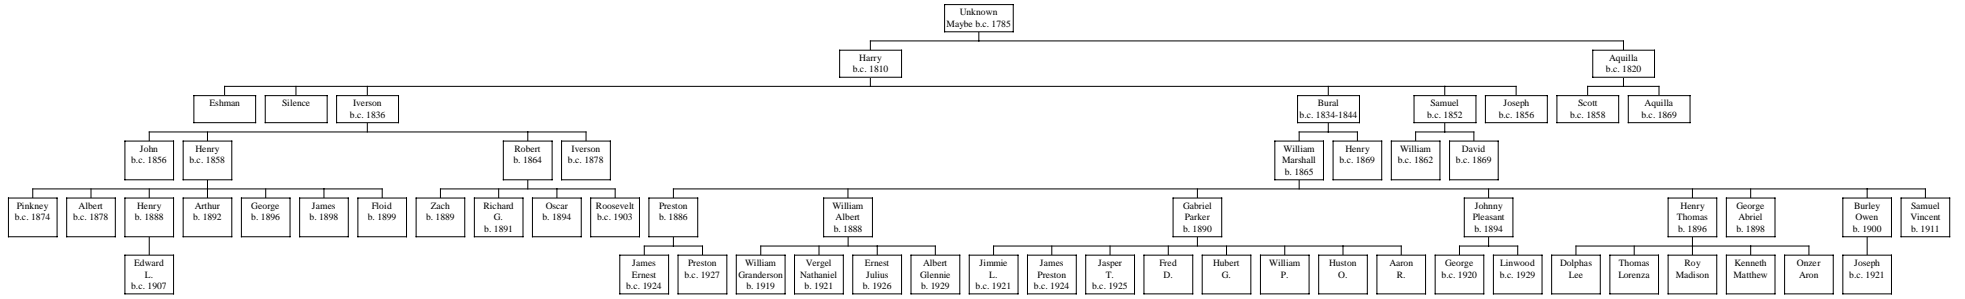 Unknown
Maybe b.c. 1785
Harry
b.c. 1810
Aquilla
b.c. 1820
Eshman
Silence
Iverson
b.c. 1836
Bural
b.c. 1834-1844
Samuel
b.c. 1852
Joseph
b.c. 1856
Scott
b.c. 1858
Aquilla
b.c. 1869
John
b.c. 1856
Henry
b.c. 1858
Robert
b. 1864
Iverson
b.c. 1878
William
Marshall
b. 1865
Henry
b.c. 1869
William
b.c. 1862
David
b.c. 1869
Pinkney
b.c. 1874
Albert
b.c. 1878
Henry
b. 1888
Arthur
b. 1892
George
b. 1896
James
b. 1898
Floid
b. 1899
Zach
b. 1889
Richard
G.
b. 1891
Oscar
b. 1894
Roosevelt
b.c. 1903
Preston
b. 1886
William
Albert
b. 1888
Gabriel
Parker
b. 1890
Johnny
Pleasant
b. 1894
Henry
Thomas
b. 1896
George
Abriel
b. 1898
Burley
Owen
b. 1900
Samuel
Vincent
b. 1911
Edward
L.
b.c. 1907
James
Ernest
b.c. 1924
Preston
b.c. 1927
William
Granderson
b. 1919
Vergel
Nathaniel
b. 1921
Ernest
Julius
b. 1926
Albert
Glennie
b. 1929
Jimmie
L.
b.c. 1921
James
Preston
b.c. 1924
Jasper
T.
b.c. 1925
Fred
D.
Hubert
G.
William
P.
Huston
O.
Aaron
R.
George
b.c. 1920
Linwood
b.c. 1929
Dolphas
Lee
Thomas
Lorenza
Roy
Madison
Kenneth
Matthew
Onzer
Aron
Joseph
b.c. 1921